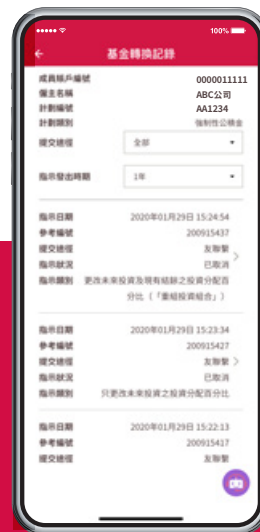 100%
基金轉換記錄
成員賬戶編號 0000011111
僱主名稱 ABC公司
計劃編號 AA1234
計劃類別 強制性公積金
提交途徑 全部
指示發出時期 1年
指示日期 2020年01月29日 15:24:54
參考編號 200915437
提交途徑 友聯繫
指示狀況 已取消
指示類別 更改未來投資及現有結餘之投資分配百
分比（「重組投資組合」）
指示日期 2020年01月29日 15:23:34
參考編號 200915427
提交途徑 友聯繫
指示狀況 已取消
指示類別 只更改未來投資之投資分配百分比
指示日期 2020年01月29日 15:22:13
參考編號 200915417
提交途徑 友聯繫